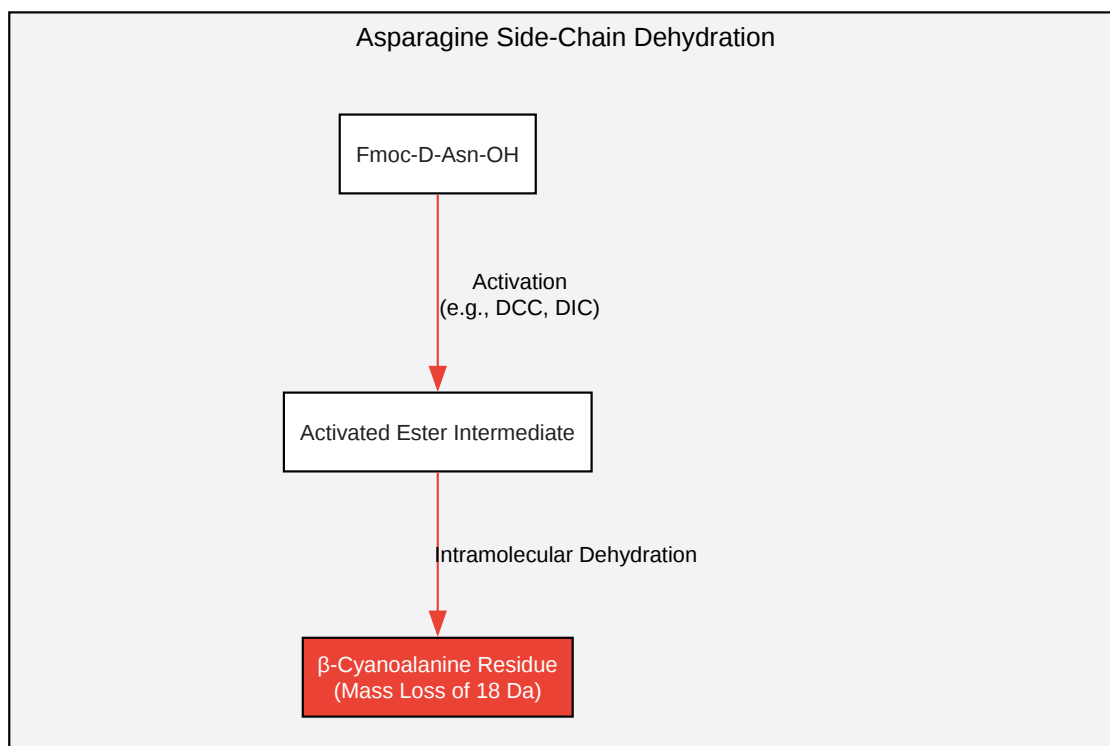 Asparagine Side-Chain Dehydration
Fmoc-D-Asn-OH
Activation
(e.g., DCC, DIC)
Activated Ester Intermediate
Intramolecular Dehydration
β-Cyanoalanine Residue
(Mass Loss of 18 Da)